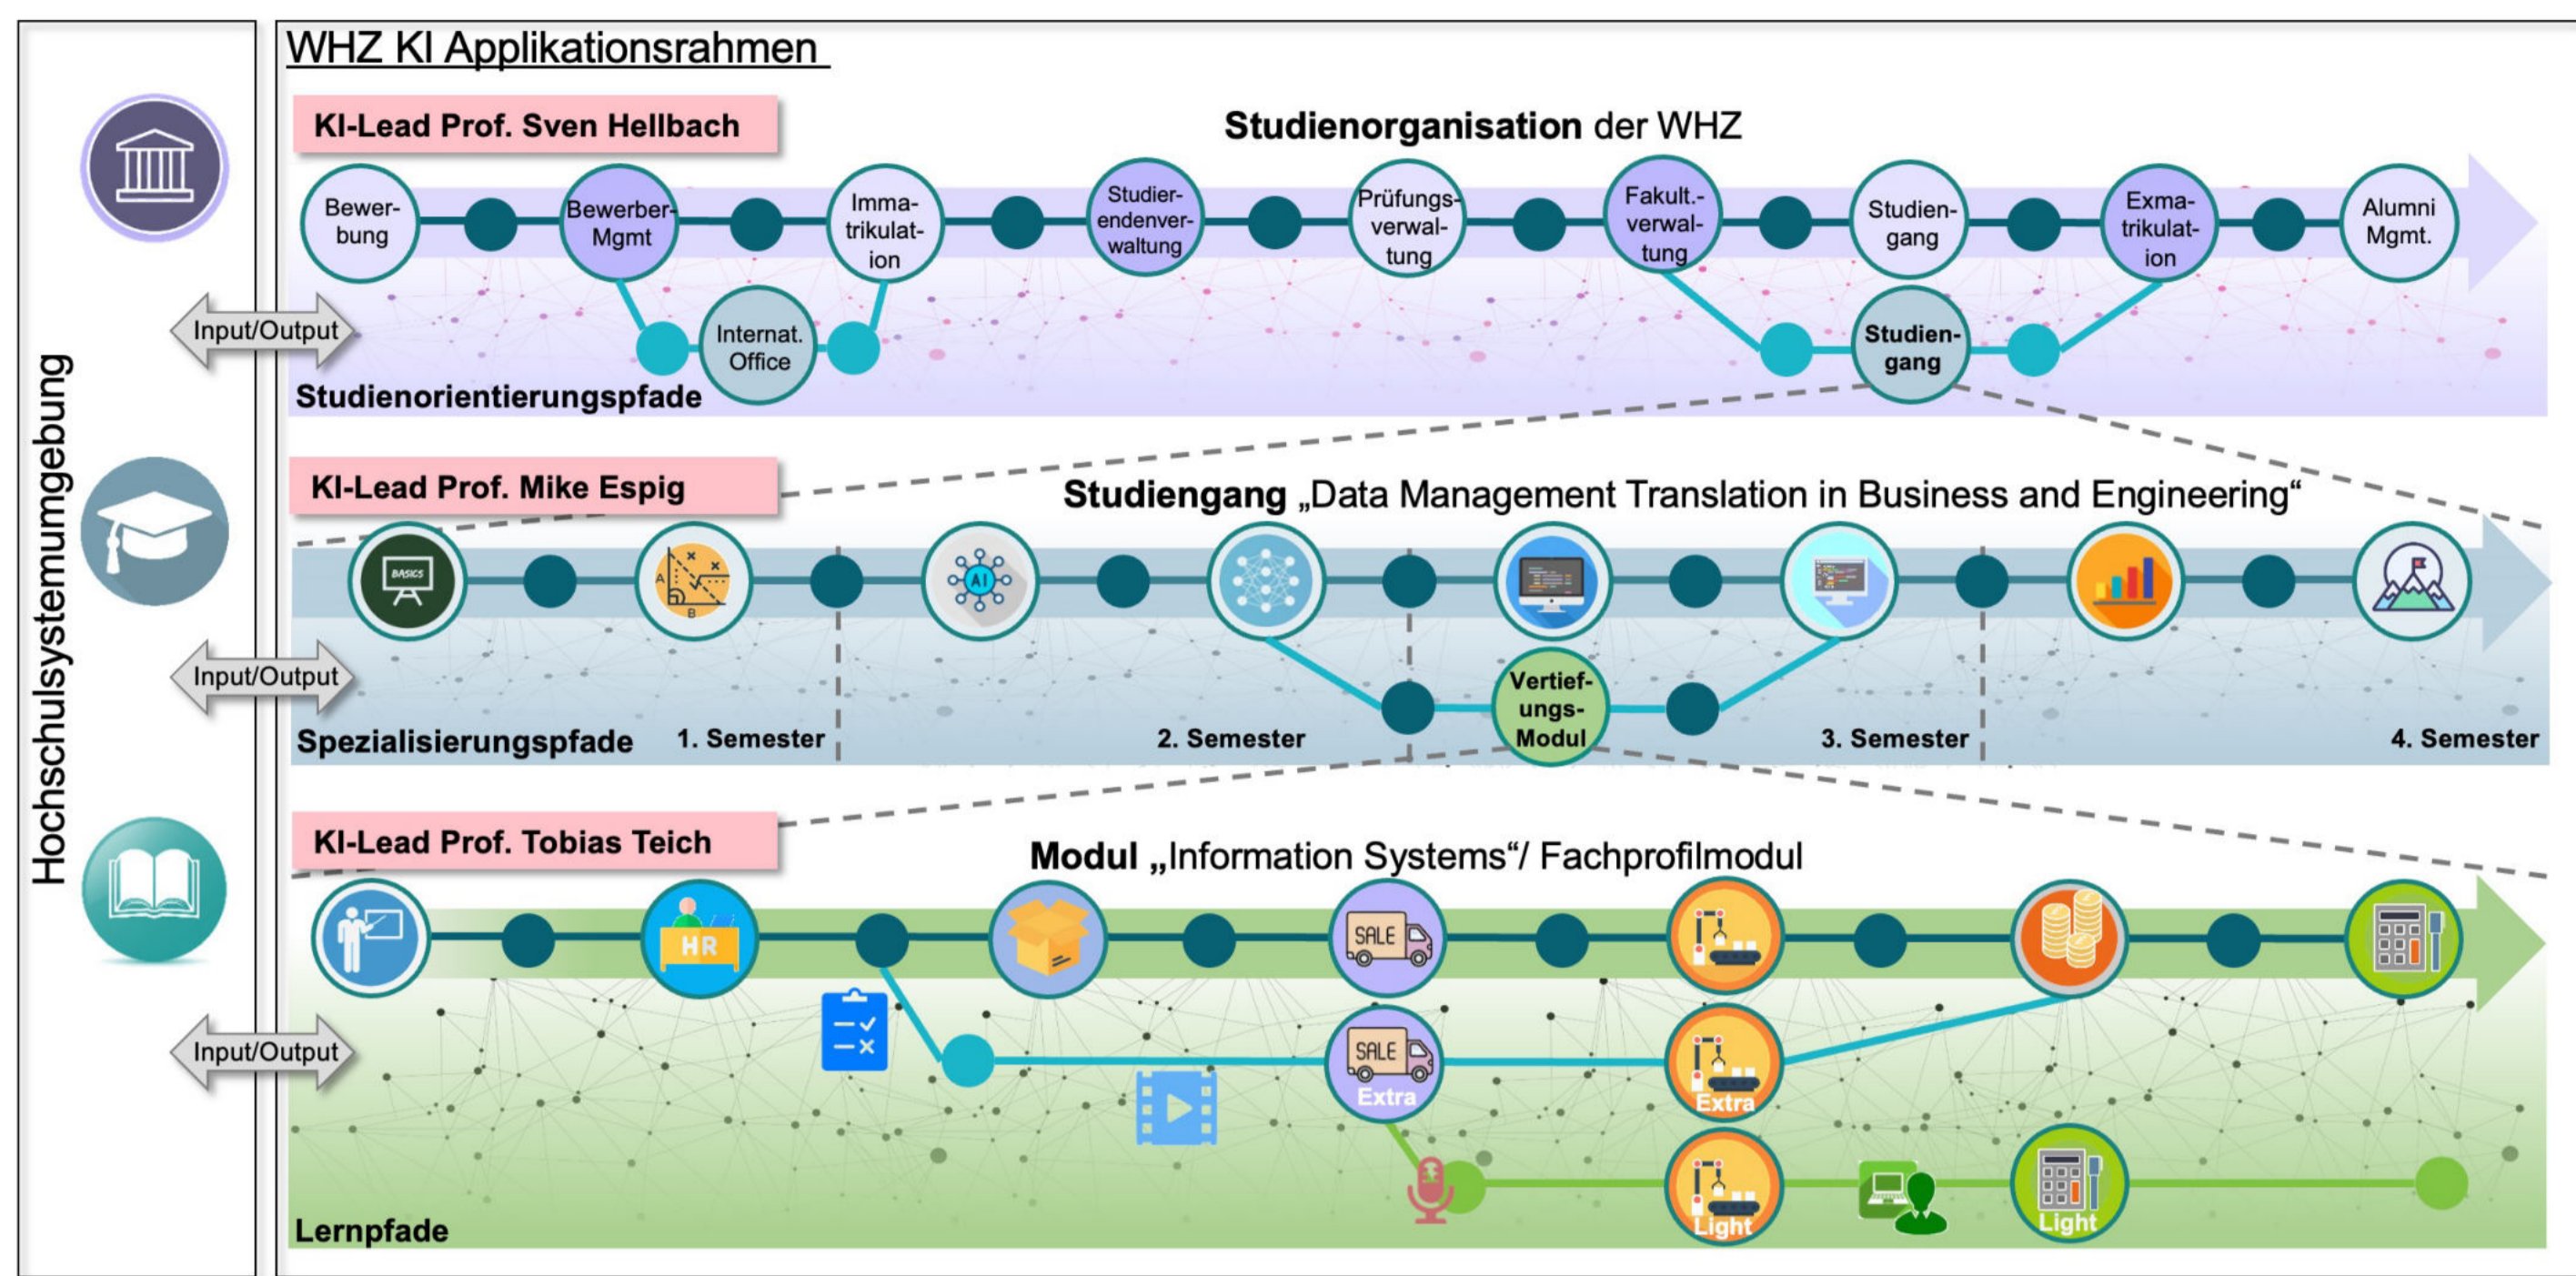 WHZ KI Applikationsrahmen
Hochschulsystemumgebung
KI-Lead Prof. Sven Hellbach
Studienorganisation der WHZ
Bewer-
bung
Bewerber-
Mgmt
Imma-
trikulat-
ion
Studier-
endenver-
waltung
Prüfungs-
verwal-
tung
Fakult.-
verwal-
tung
Studien-
gang
Exma-
trikulat-
ion
Alumni
Mgmt.
Input/Output
Internat.
Office
Studien-
gang
Studienorientierungspfade
KI-Lead Prof. Mike Espig
Studiengang „Data Management Translation in Business and Engineering“
BASICS
A
B
AI
Input/Output
Vertief-
ungs-
Modul
Spezialisierungspfade
1. Semester
2. Semester
3. Semester
4. Semester
KI-Lead Prof. Tobias Teich
Modul „Information Systems“/ Fachprofilmodul
HR
SALE
Input/Output
SALE
Extra
Extra
Light
Light
Lernpfade